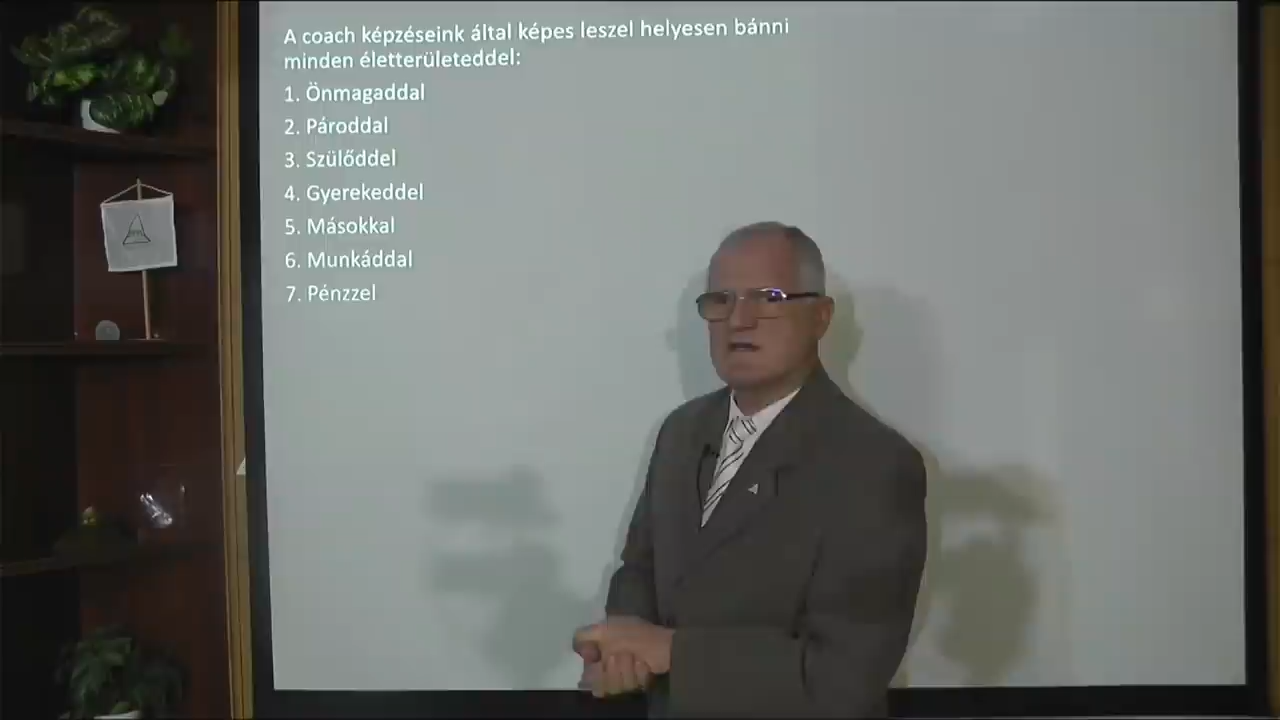 A coach képzéseink által képes leszel helyesen bánni
minden életterületeddel:
1. Önmagaddal
2. Pároddal
3. Szülőddel
4. Gyerekeddel
5. Másokkal
6. Munkáddal
7. Pénzzel